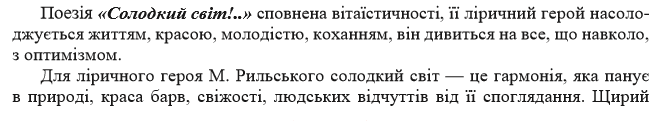 Поезія «Солодкий світ!..» сповнена вітаїстичності, її ліричний герой насоло-
джується життям, красою, молодістю, коханням, він дивиться на все, що навколо,
з оптимізмом.
Для ліричного героя М. Рильського солодкий світ — це гармонія, яка панує
в природі, краса барв, свіжості, людських відчуттів від її споглядання. Щирий